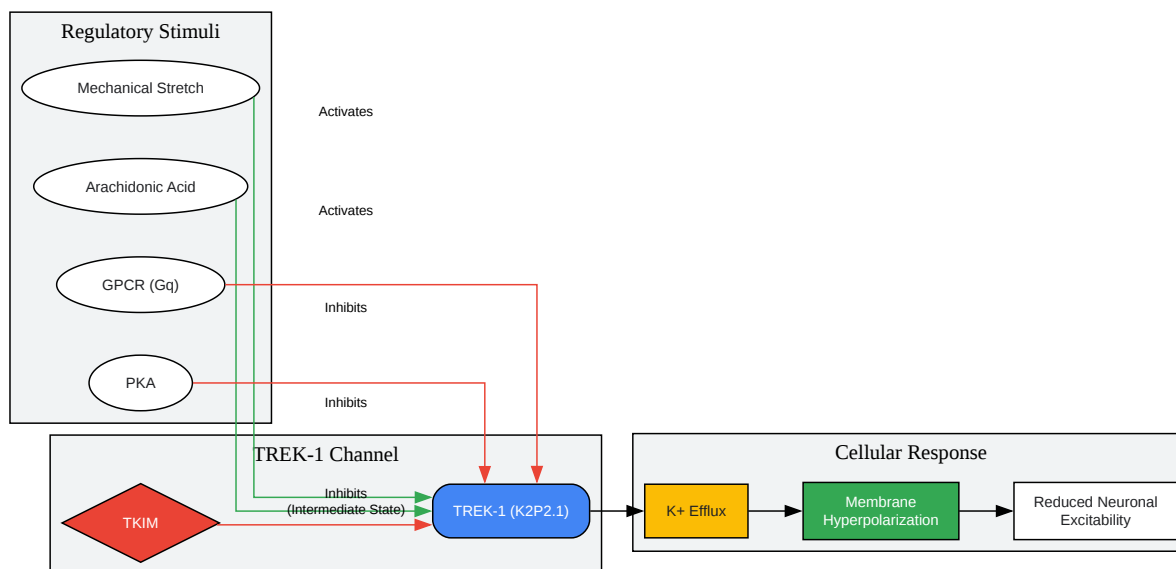 Regulatory Stimuli
Mechanical Stretch
Activates
Arachidonic Acid
Activates
GPCR (Gq)
Inhibits
PKA
Inhibits
TREK-1 Channel
TKIM
Inhibits
(Intermediate State)
TREK-1 (K2P2.1)
Cellular Response
K+ Efflux
Membrane
Hyperpolarization
Reduced Neuronal
Excitability